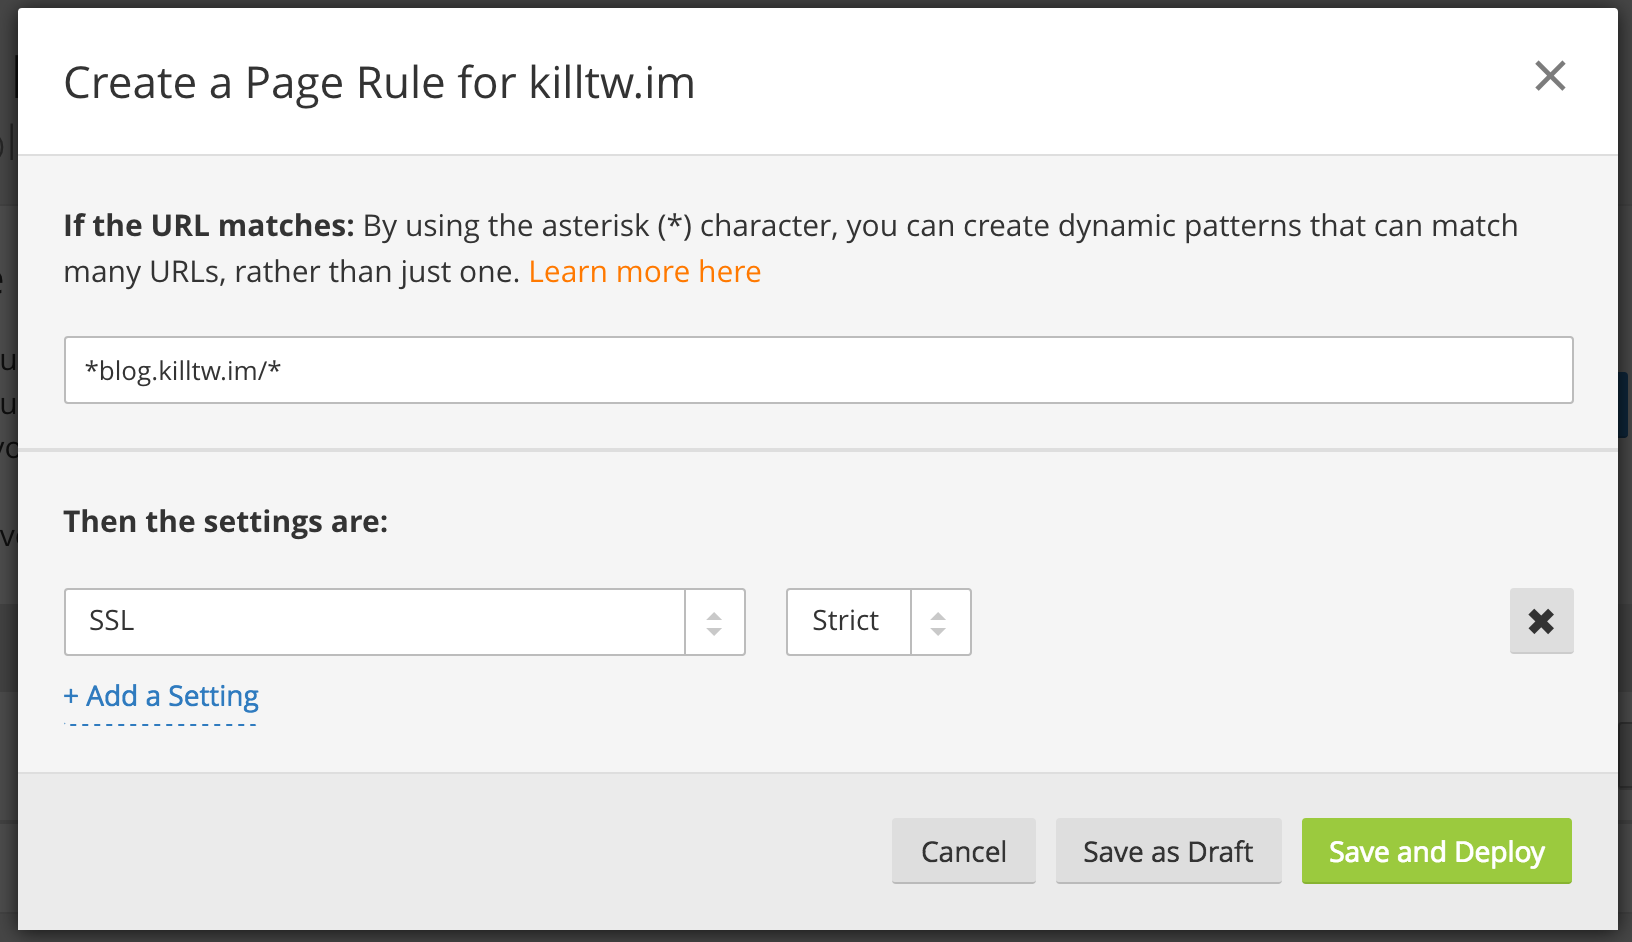 Create a Page Rule for killtw.im
If the URL matches: By using the asterisk (*) character, you can create dynamic patterns that can match
many URLs, rather than just one. Learn more here
*blog.killtw.im/*
Then the settings are:
SSL
Strict
+ Add a Setting
Cancel
Save as Draft
Save and Deploy